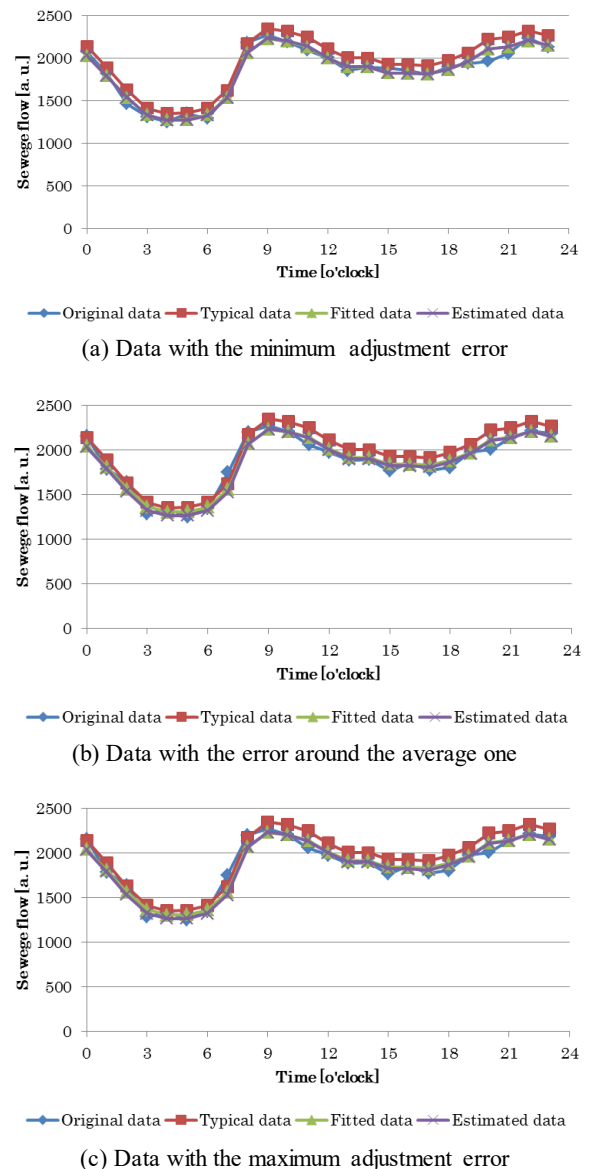 2500
2000
1500
1000
500
0
Sewege flow [a. u.]
0 3 6 9 12 15 18 21 24
Time [o'clock]
Original data Typical data Fitted data Estimated data
(a) Data with the minimum adjustment error
2500
2000
1500
1000
500
0
Sewege flow [a. u.]
0 3 6 9 12 15 18 21 24
Time [o'clock]
Original data Typical data Fitted data Estimated data
(b) Data with the error around the average one
2500
2000
1500
1000
500
0
Sewege flow [a. u.]
0 3 6 9 12 15 18 21 24
Time [o'clock]
Original data Typical data Fitted data Estimated data
(c) Data with the maximum adjustment error